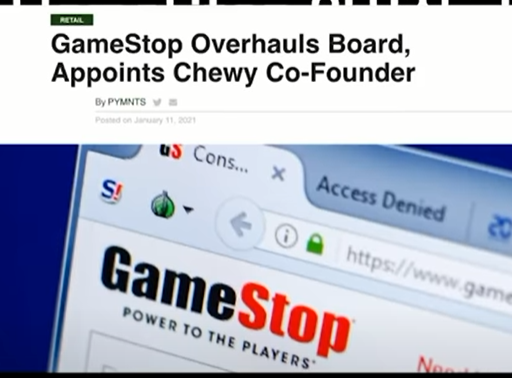 RETAIL
GameStop Overhauls Board,
Appoints Chewy Co-Founder
By PYMNTS
Posted on January 11, 2021
GS Cons...
Access Denied
S!
https://www.game
GameStop
POWER TO THE PLAYERS